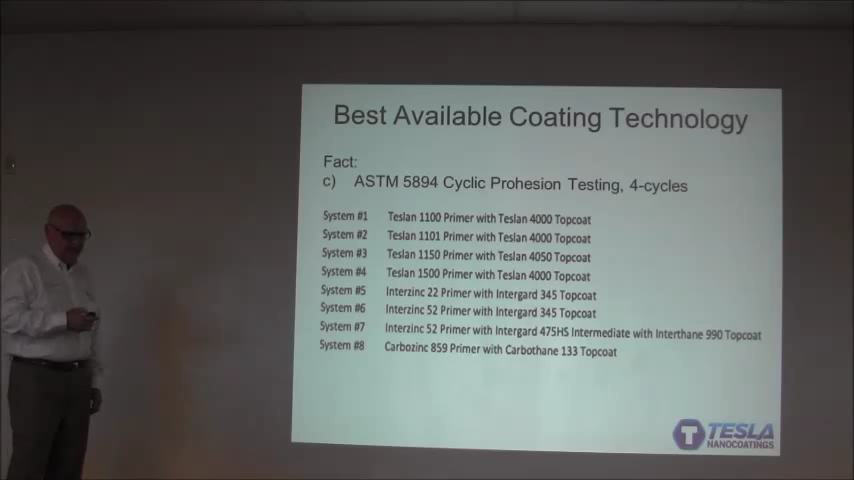 Best Available Coating Technology
Fact:
c) ASTM 5894 Cyclic Prohesion Testing, 4-cycles
System #1 Teslan 1100 Primer with Teslan 4000 Topcoat
System #2 Teslan 1101 Primer with Teslan 4000 Topcoat
System #3 Teslan 1150 Primer with Teslan 4050 Topcoat
System #4 Teslan 1500 Primer with Teslan 4000 Topcoat
System #5 Interzinc 22 Primer with Intergard 345 Topcoat
System #6 Interzinc 52 Primer with Intergard 345 Topcoat
System #7 Interzinc 52 Primer with Intergard 475HS Intermediate with Interthane 990 Topcoat
System #8 Carbozinc 859 Primer with Carbothane 133 Topcoat
T TESLA
NANOCOATINGS